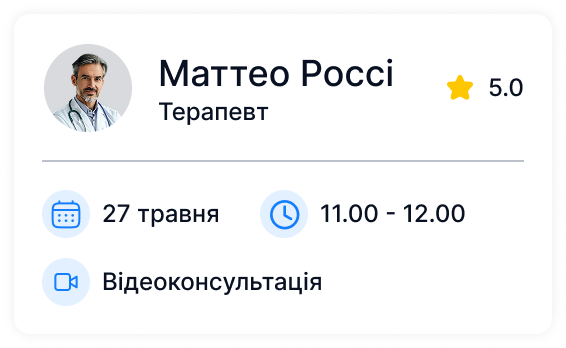 Маттео Россі
Терапевт
5.0
27 травня
11.00 - 12.00
Відеоконсультація